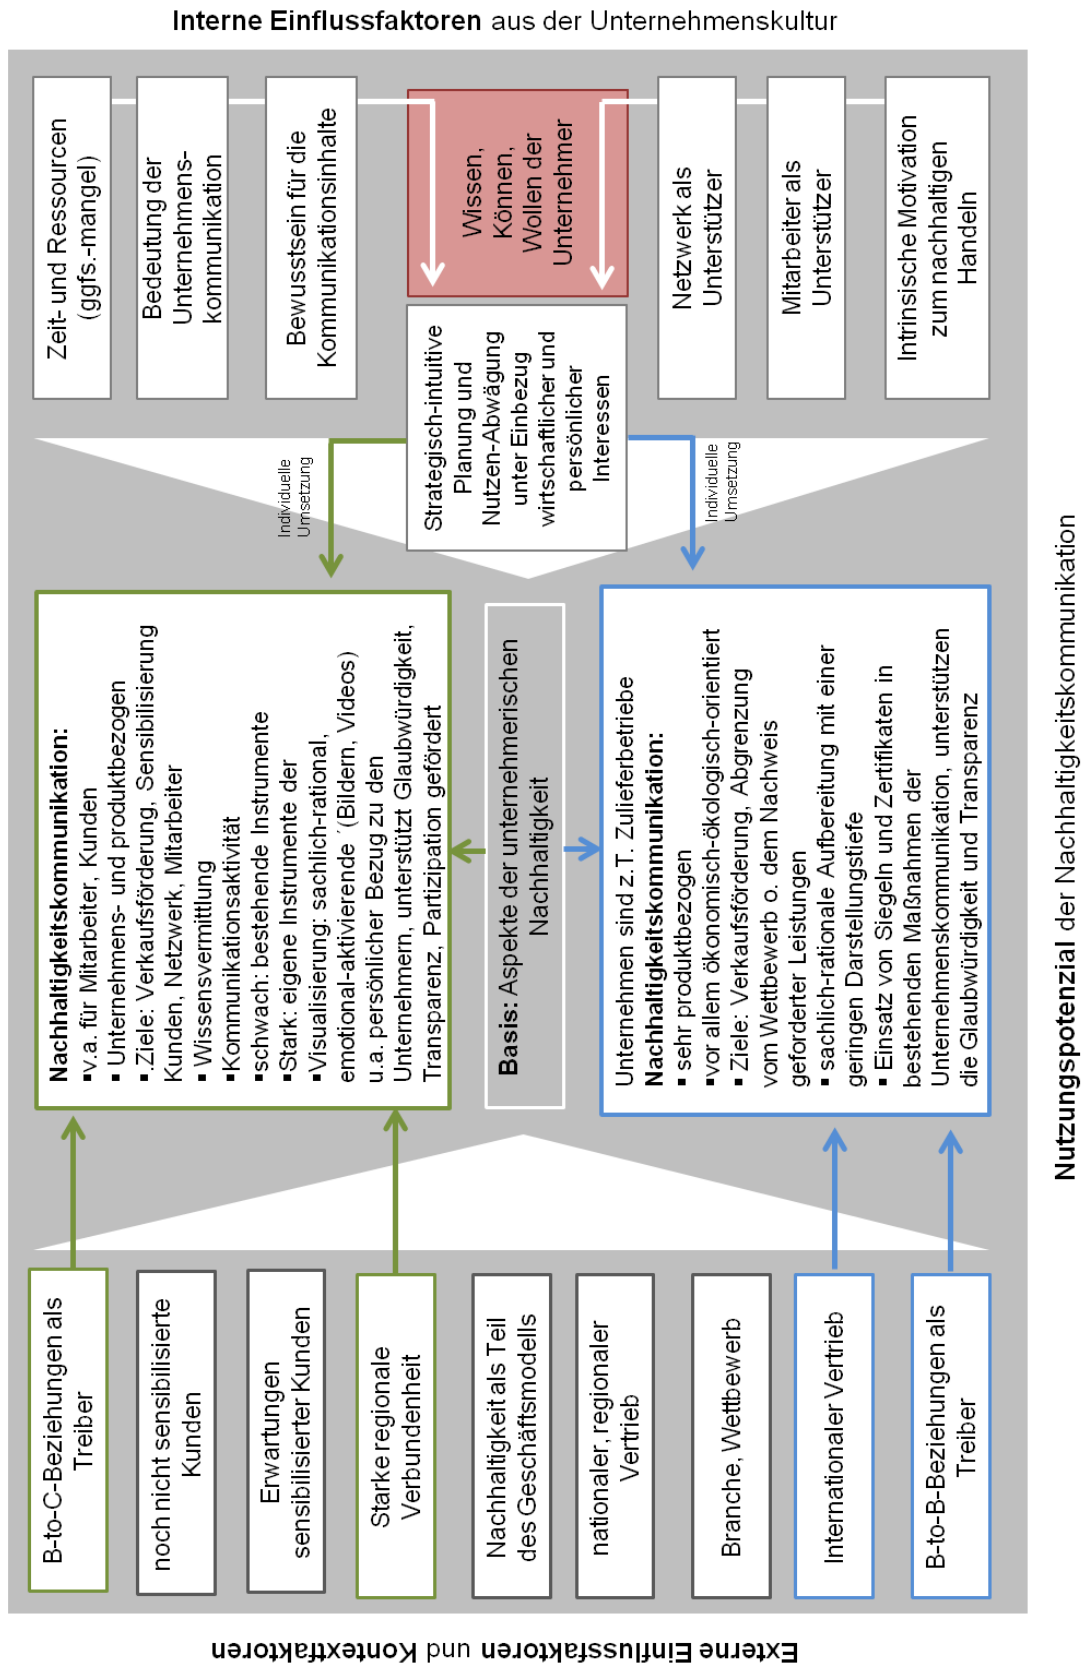 Interne Einflussfaktoren aus der Unternehmenskultur
Zeit- und Ressourcen
(ggfs.-mangel)
Bedeutung der
Unternehmens-
kommunikation
Bewusstsein für die
Kommunikationsinhalte
Wissen,
Können,
Wollen der
Unternehmer
Netzwerk als
Unterstützer
Mitarbeiter als
Unterstützer
Intrinsische Motivation
zum nachhaltigen
Handeln
Strategisch-intuitive
Planung und
Nutzen-Abwägung
unter Einbezug
wirtschaftlicher und
persönlicher
Interessen
Individuelle
Umsetzung
Individuelle
Umsetzung
Nachhaltigkeitskommunikation:
▪v.a. für Mitarbeiter, Kunden
▪ Unternehmens- und produktbezogen
▪.Ziele: Verkaufsförderung, Sensibilisierung
Kunden, Netzwerk, Mitarbeiter
▪ Wissensvermittlung
▪Kommunikationsaktivität
▪schwach: bestehende Instrumente
▪Stark: eigene Instrumente der
▪Visualisierung: sachlich-rational,
emotional-aktivierende ´(Bildern, Videos)
u.a. persönlicher Bezug zu den
Unternehmern, unterstützt Glaubwürdigkeit,
Transparenz, Partizipation gefördert
Basis: Aspekte der unternehmerischen
Nachhaltigkeit
Unternehmen sind z.T. Zulieferbetriebe
Nachhaltigkeitskommunikation:
▪ sehr produktbezogen
▪vor allem ökonomisch-ökologisch-orientiert
▪ Ziele: Verkaufsförderung, Abgrenzung
vom Wettbewerb o. dem Nachweis
geforderter Leistungen
▪ sachlich-rationale Aufbereitung mit einer
geringen Darstellungstiefe
▪ Einsatz von Siegeln und Zertifikaten in
bestehenden Maßnahmen der
Unternehmenskommunikation, unterstützen
die Glaubwürdigkeit und Transparenz
B-to-C-Beziehungen als
Treiber
noch nicht sensibilisierte
Kunden
Erwartungen
sensibilisierter Kunden
Starke regionale
Verbundenheit
Nachhaltigkeit als Teil
des Geschäftsmodells
nationaler, regionaler
Vertrieb
Branche, Wettbewerb
Internationaler Vertrieb
B-to-B-Beziehungen als
Treiber
Externe Einflussfaktoren und Kontextfaktoren
Nutzungspotenzial der Nachhaltigkeitskommunikation